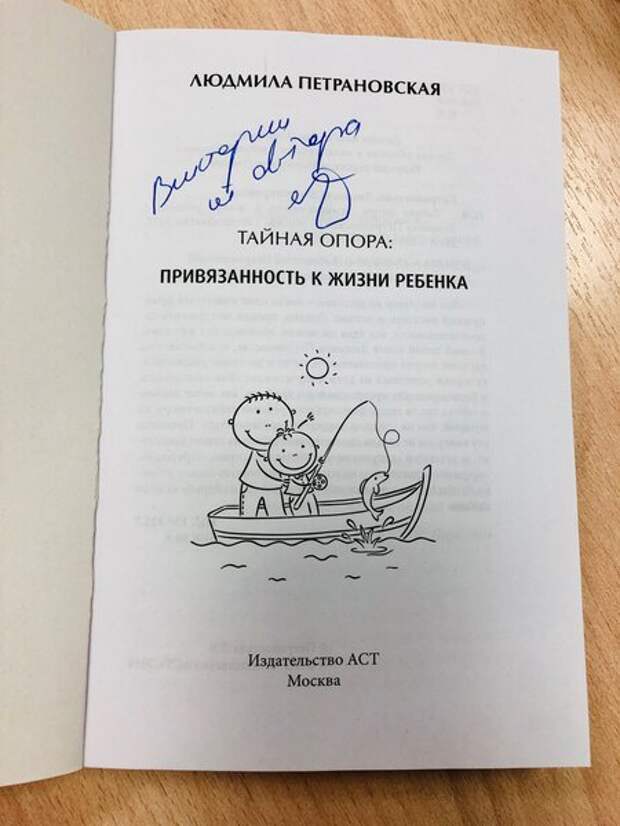 ЛЮДМИЛА ПЕТРАНОВСКАЯ
Виктории
от автора
ТАЙНАЯ ОПОРА:
ПРИВЯЗАННОСТЬ К ЖИЗНИ РЕБЕНКА
Издательство АСТ
Москва